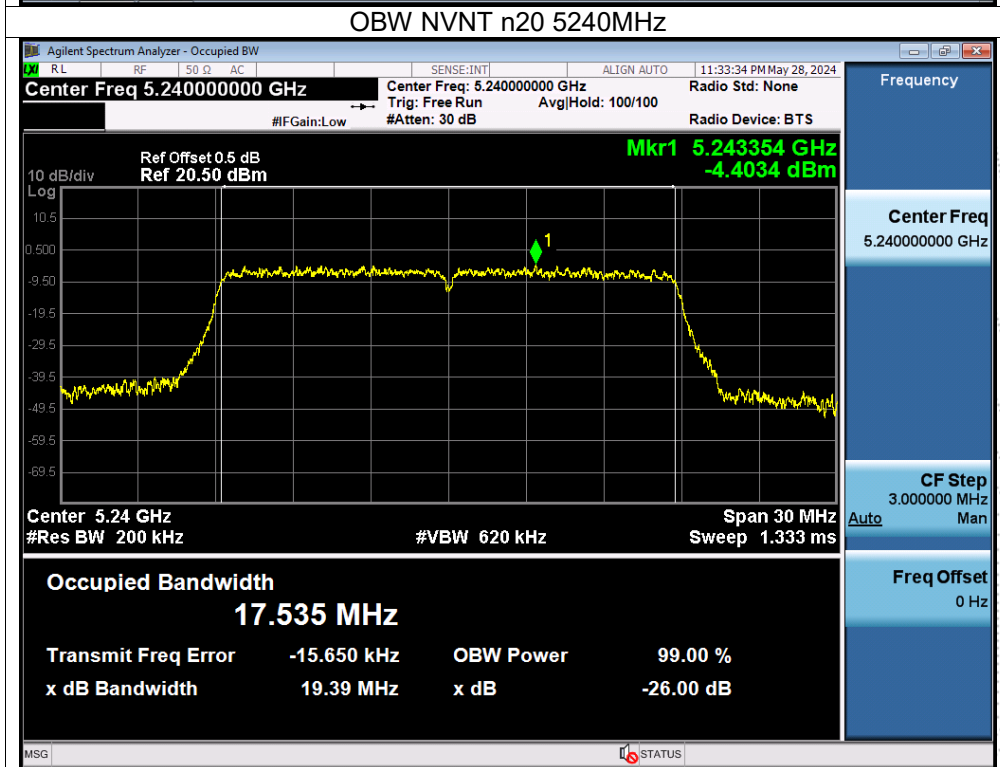 OBW NVNT n20 5240MHz
Agilent Spectrum Analyzer - Occupied BW
LXI RL RF 50 Ω AC SENSE:INT ALIGN AUTO 11:33:34 PM May 28, 2024
Center Freq 5.240000000 GHz
Center Freq: 5.240000000 GHz
Radio Std: None
Trig: Free Run Avg|Hold: 100/100
#IFGain:Low
#Atten: 30 dB
Radio Device: BTS
Mkr1 5.243354 GHz
-4.4034 dBm
Ref Offset 0.5 dB
10 dB/div Ref 20.50 dBm
Log
10.5
0.500
1
-9.50
-19.5
-29.5
-39.5
-49.5
-59.5
-69.5
Center 5.24 GHz Span 30 MHz
#Res BW 200 kHz #VBW 620 kHz Sweep 1.333 ms
Occupied Bandwidth
17.535 MHz
Transmit Freq Error -15.650 kHz OBW Power 99.00 %
x dB Bandwidth 19.39 MHz x dB -26.00 dB
Frequency
Center Freq
5.240000000 GHz
CF Step
3.000000 MHz
Auto Man
Freq Offset
0 Hz
MSG STATUS